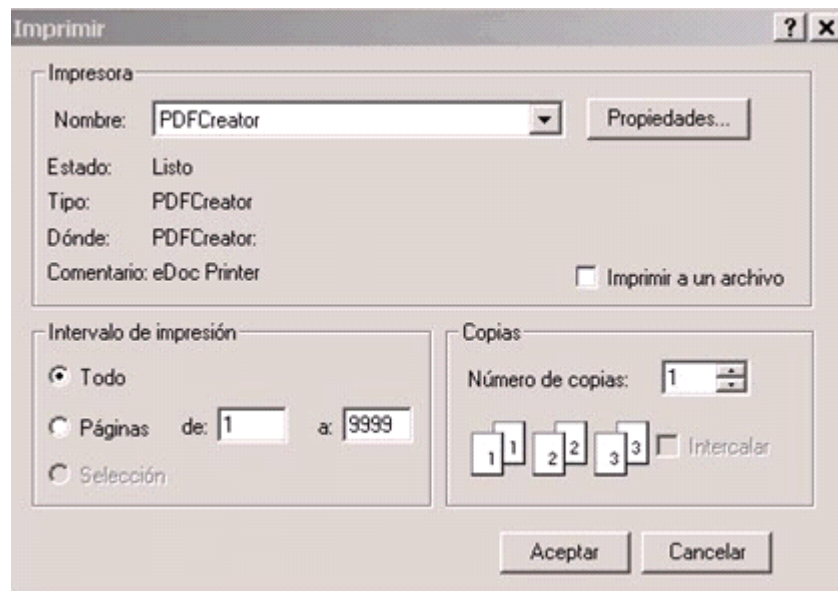 Imprimir
Impresora
Nombre: PDFCreator Propiedades...
Estado: Listo
Tipo: PDFCreator
Dónde: PDFCreator:
Comentario: eDoc Printer Imprimir a un archivo
Intervalo de impresión
Todo
Páginas de: 1 a: 9999
Selección
Copias
Número de copias: 1
1 1 2 2 3 3 Intercalar
Aceptar Cancelar